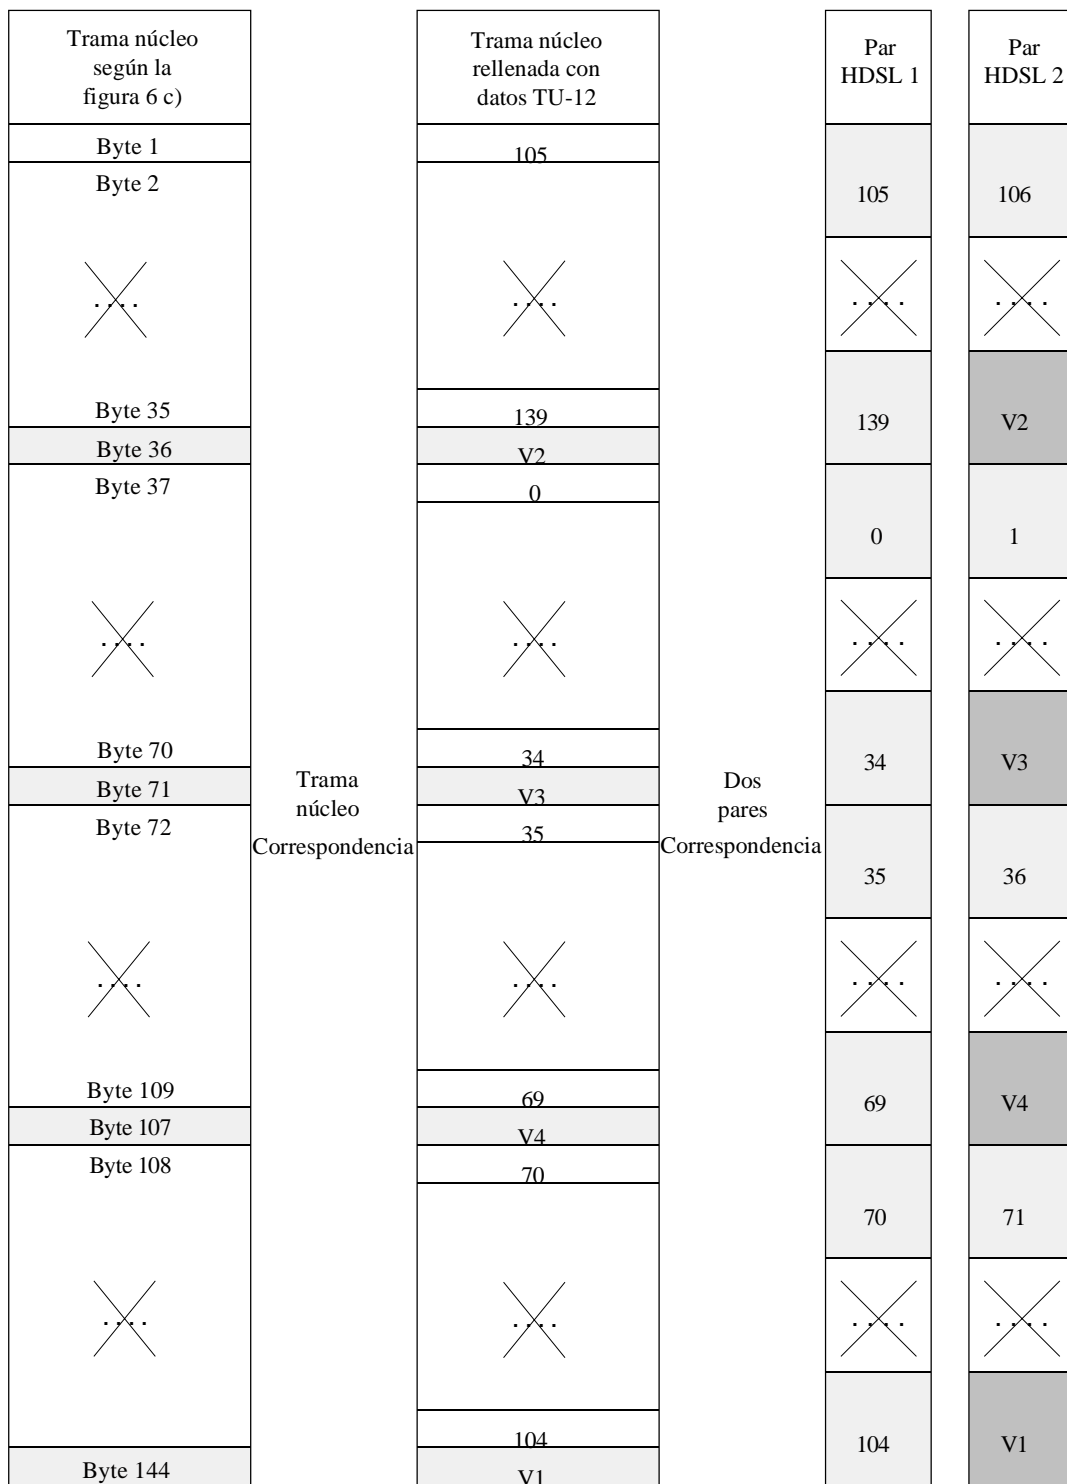 Trama núcleo
según la
figura 6 c)
Byte 1
Byte 2
. . . .
Byte 35
Byte 36
Byte 37
. . . .
Byte 70
Byte 71
Byte 72
. . . .
Byte 109
Byte 107
Byte 108
. . . .
Byte 144
Trama
núcleo
Correspondencia
Trama núcleo
rellenada con
datos TU-12
105
. . . .
139
V2
0
. . . .
34
V3
35
. . . .
69
V4
70
. . . .
104
V1
Dos
pares
Correspondencia
Par
HDSL 1
105
. . . .
139
0
. . . .
34
35
. . . .
69
70
. . . .
104
Par
HDSL 2
106
. . . .
V2
1
. . . .
V3
36
. . . .
V4
71
. . . .
V1